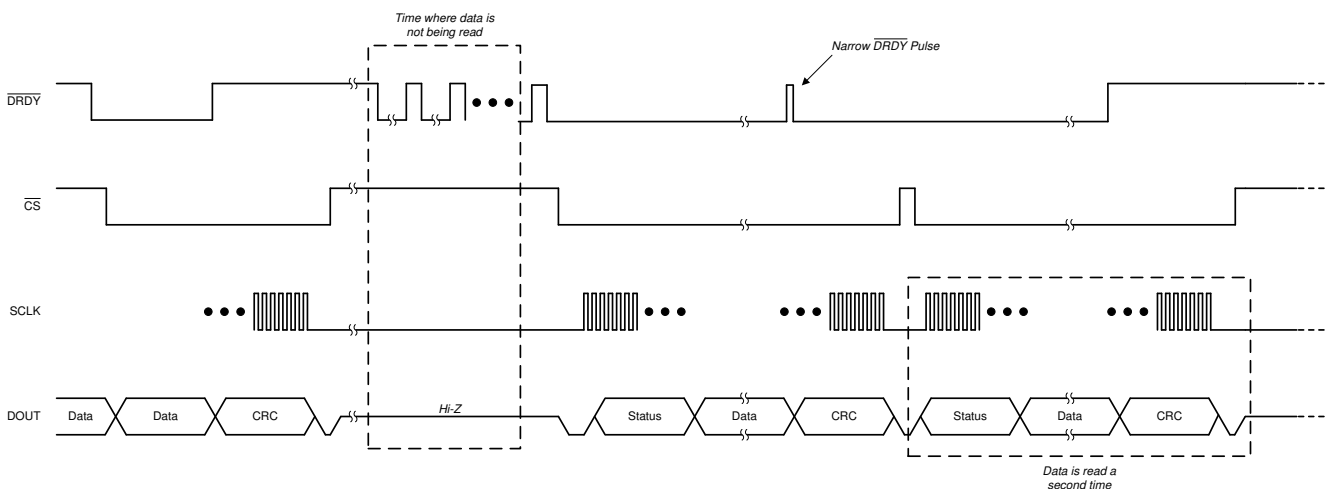 Time where data is
not being read
Narrow DRDY Pulse
DRDY
CS
SCLK
DOUT
Data
Data
CRC
Hi-Z
Status
Data
CRC
Status
Data
CRC
Data is read a
second time